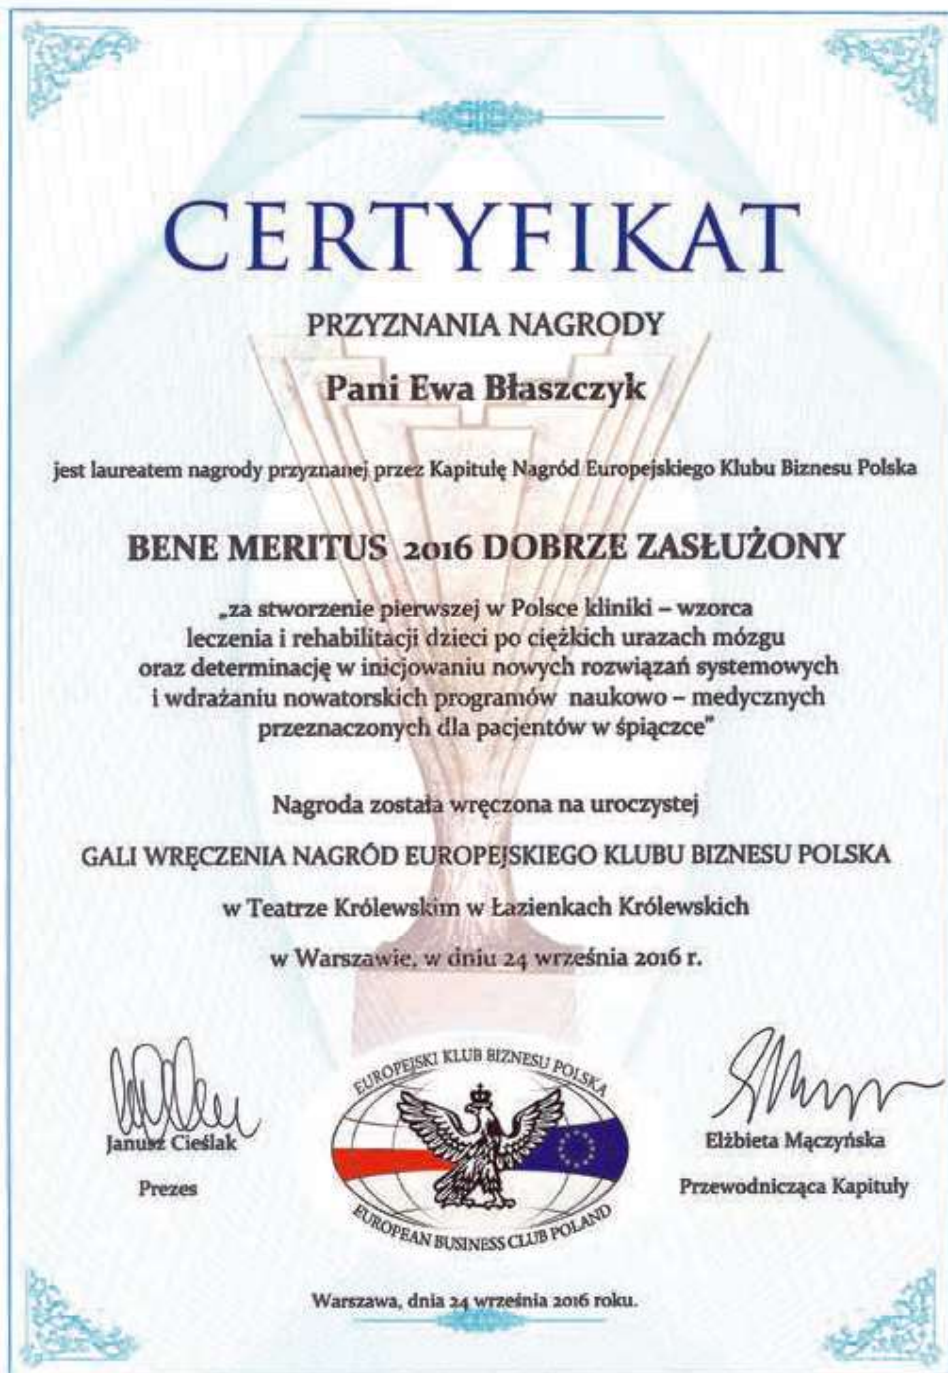 CERTYFIKAT
PRZYZNANIA NAGRODY
Pani Ewa Błaszczyk
jest laureatem nagrody przyznanej przez Kapitułę Nagród Europejskiego Klubu Biznesu Polska
BENE MERITUS 2016 DOBRZE ZASŁUŻONY
„za stworzenie pierwszej w Polsce kliniki – wzorca
leczenia i rehabilitacji dzieci po ciężkich urazach mózgu
oraz determinację w inicjowaniu nowych rozwiązań systemowych
i wdrażaniu nowatorskich programów naukowo – medycznych
przeznaczonych dla pacjentów w śpiączce”
Nagroda została wręczona na uroczystej
GALI WRĘCZENIA NAGRÓD EUROPEJSKIEGO KLUBU BIZNESU POLSKA
w Teatrze Królewskim w Łazienkach Królewskich
w Warszawie, w dniu 24 września 2016 r.
Janusz Cieślak
Prezes
EUROPEJSKI KLUB BIZNESU POLSKA
EUROPEAN BUSINESS CLUB POLAND
Elżbieta Mączyńska
Przewodnicząca Kapituły
Warszawa, dnia 24 września 2016 roku.